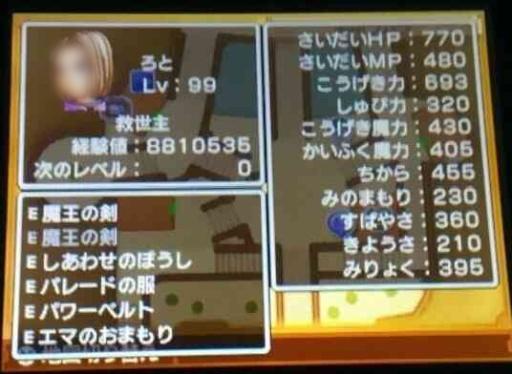 ろと
Lv：99
救世主
経験値：8810535
次のレベル：0
E 魔王の剣
E 魔王の剣
E しあわせのぼうし
E パレードの服
E パワーベルト
E エマのおまもり
さいだいHP：770
さいだいMP：480
こうげき力：693
しゅび力：320
こうげき魔力：430
かいふく魔力：405
ちから：455
みのまもり：230
すばやさ：360
きようさ：210
みりょく：395